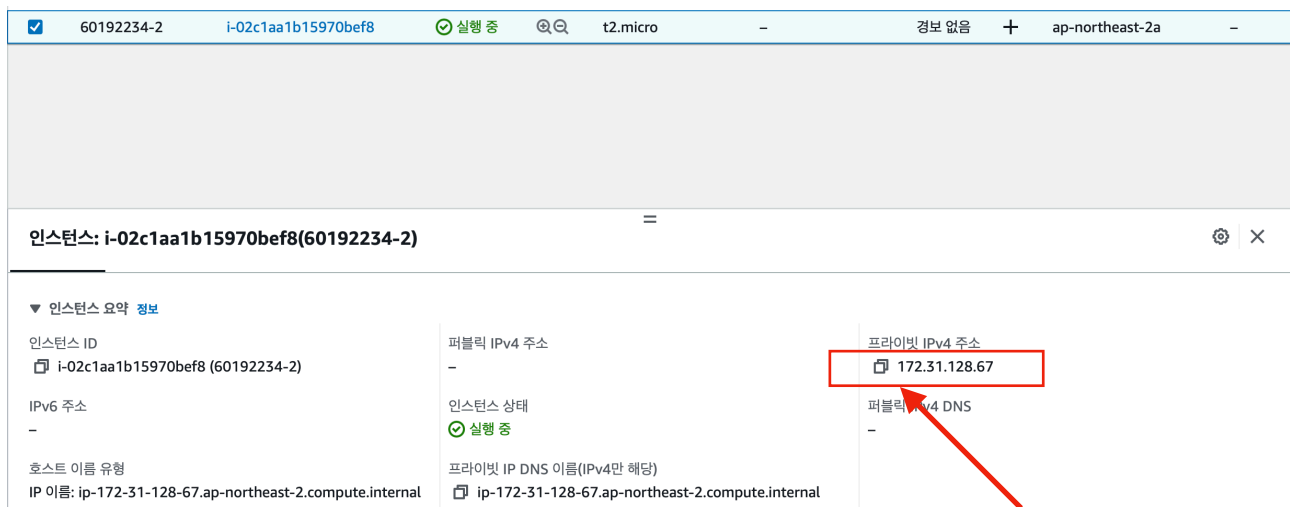 60192234-2 i-02c1aa1b15970bef8 실행 중 t2.micro – 경보 없음 + ap-northeast-2a –
인스턴스: i-02c1aa1b15970bef8(60192234-2)
▼ 인스턴스 요약 정보
인스턴스 ID
i-02c1aa1b15970bef8 (60192234-2)
퍼블릭 IPv4 주소
–
프라이빗 IPv4 주소
172.31.128.67
IPv6 주소
–
인스턴스 상태
실행 중
퍼블릭 IPv4 DNS
–
호스트 이름 유형
IP 이름: ip-172-31-128-67.ap-northeast-2.compute.internal
프라이빗 IP DNS 이름(IPv4만 해당)
ip-172-31-128-67.ap-northeast-2.compute.internal